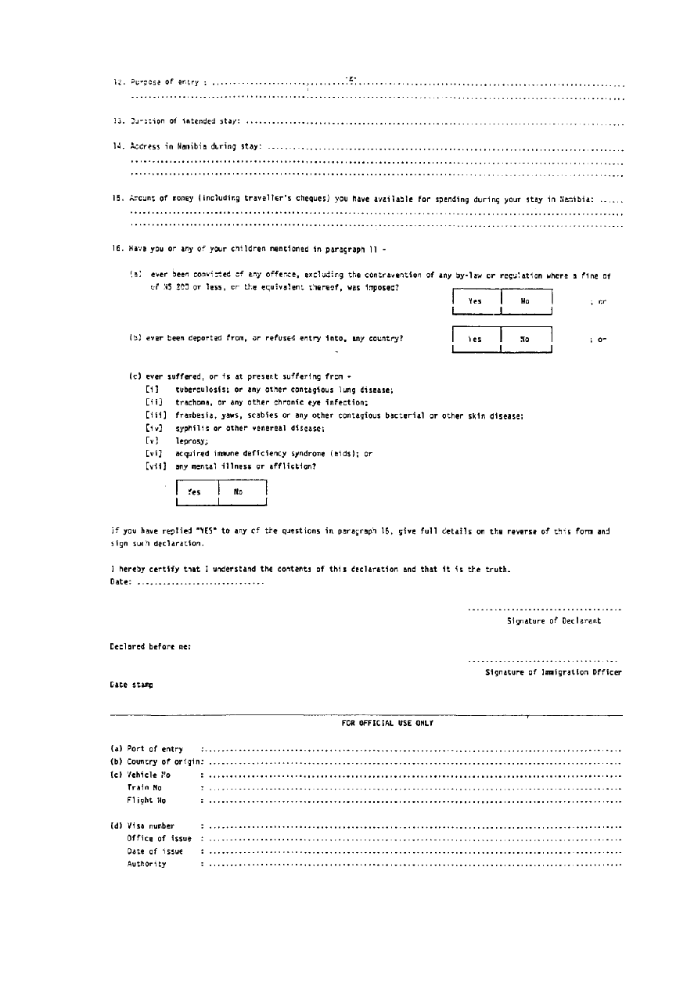 12. Purpose of entry : ................................................................
................................................................
13. Duration of intended stay: ................................................................
14. Address in Namibia during stay: ................................................................
................................................................
................................................................
15. Amount of money (including traveller's cheques) you have available for spending during your stay in Namibia: ......
................................................................
................................................................
16. Have you or any of your children mentioned in paragraph 11 -
(a) ever been convicted of any offence, excluding the contravention of any by-law or regulation where a fine of
of N$ 200 or less, or the equivalent thereof, was imposed?
Yes No ; or
(b) ever been deported from, or refused entry into, any country? Yes No ; or
(c) ever suffered, or is at present suffering from -
[i] tuberculosis; or any other contagious lung disease;
[ii] trachoma, or any other chronic eye infection;
[iii] frambesia, yaws, scabies or any other contagious bacterial or other skin disease;
[iv] syphilis or other venereal disease;
[v] leprosy;
[vi] acquired immune deficiency syndrome (aids); or
[vii] any mental illness or affliction?
Yes No
If you have replied "YES" to any of the questions in paragraph 16, give full details on the reverse of this form and
sign such declaration.
I hereby certify that I understand the contents of this declaration and that it is the truth.
Date: ..............................
....................................
Signature of Declarant
Declared before me:
...................................
Signature of Immigration Officer
Date stamp
FOR OFFICIAL USE ONLY
(a) Port of entry :................................................................
(b) Country of origin: ................................................................
(c) Vehicle No : ................................................................
Train No : ................................................................
Flight No : ................................................................
(d) Visa number : ................................................................
Office of issue : ................................................................
Date of issue : ................................................................
Authority : ................................................................